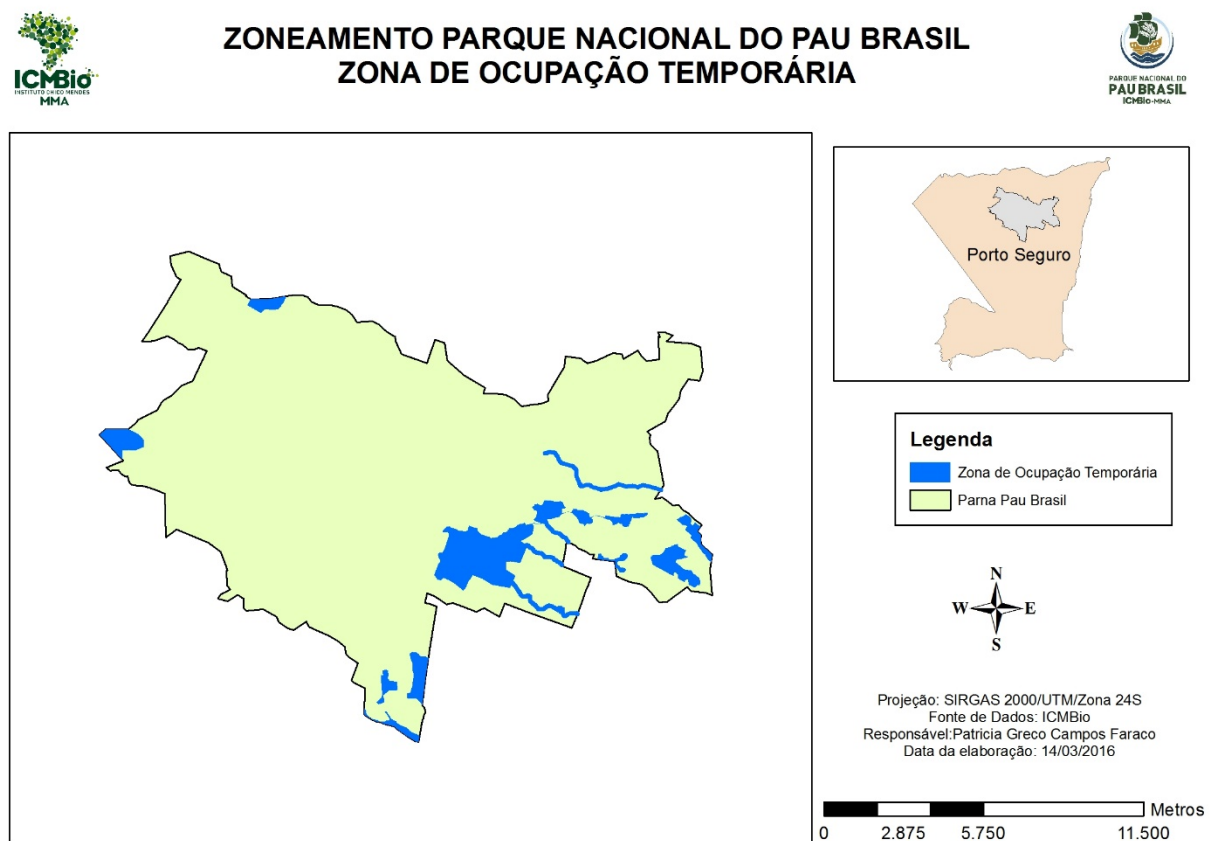 ICMBio
INSTITUTO CHICO MENDES
MMA
ZONEAMENTO PARQUE NACIONAL DO PAU BRASIL
ZONA DE OCUPAÇÃO TEMPORÁRIA
PARQUE NACIONAL DO
PAU BRASIL
ICMBio-MMA
Porto Seguro
Legenda
Zona de Ocupação Temporária
Parna Pau Brasil
N
W E
S
Projeção: SIRGAS 2000/UTM/Zona 24S
Fonte de Dados: ICMBio
Responsável:Patricia Greco Campos Faraco
Data da elaboração: 14/03/2016
Metros
0 2.875 5.750 11.500